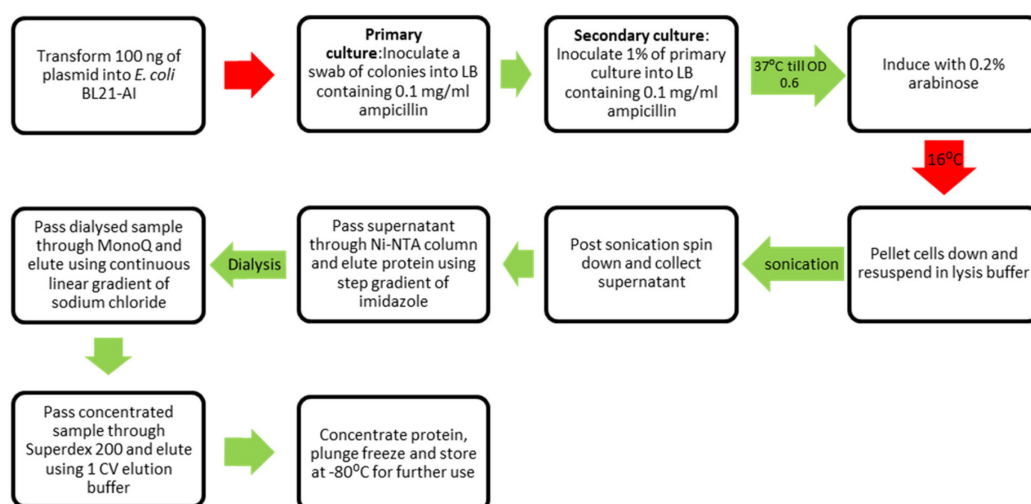 Transform 100 ng of
plasmid into E. coli
BL21-AI
Primary
culture:Inoculate a
swab of colonies into LB
containing 0.1 mg/ml
ampicillin
Secondary culture:
Inoculate 1% of primary
culture into LB
containing 0.1 mg/ml
ampicillin
37⁰C till OD
0.6
Induce with 0.2%
arabinose
16⁰C
Pellet cells down and
resuspend in lysis buffer
sonication
Post sonication spin
down and collect
supernatant
Pass supernatant
through Ni-NTA column
and elute protein using
step gradient of
imidazole
Dialysis
Pass dialysed sample
through MonoQ and
elute using continuous
linear gradient of
sodium chloride
Pass concentrated
sample through
Superdex 200 and elute
using 1 CV elution
buffer
Concentrate protein,
plunge freeze and store
at -80⁰C for further use